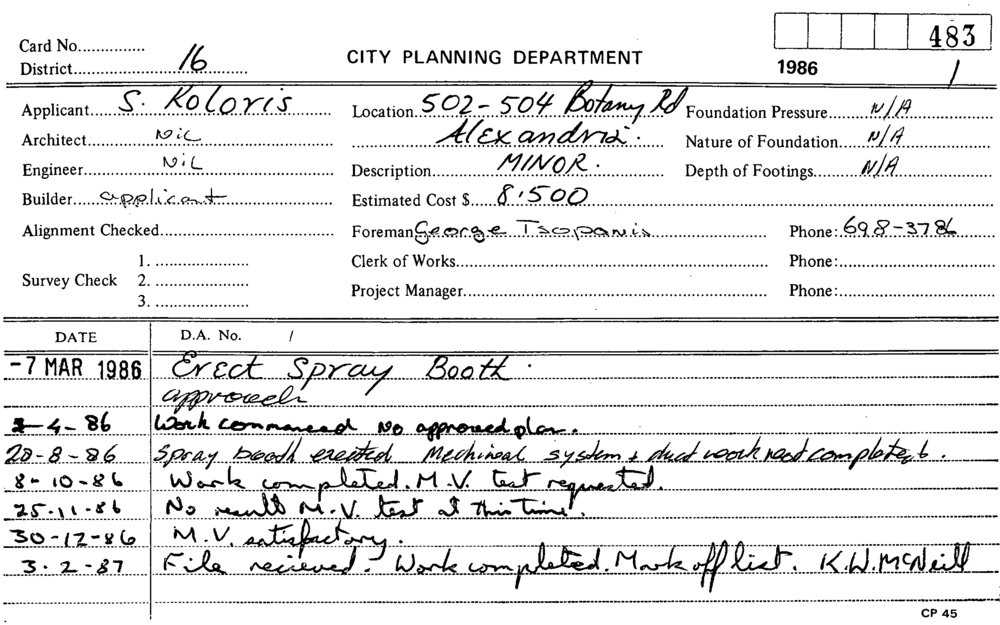 Card No...............
483
District 16
CITY PLANNING DEPARTMENT
1986 /
Applicant S. Koloris
Location 502-504 Botany Rd
Foundation Pressure N/A
Architect NiL
Alexandria.
Nature of Foundation N/A
Engineer NiL
Description MINOR.
Depth of Footings N/A
Builder applicant
Estimated Cost $ 8.500
Alignment Checked
Foreman George Tsopanis
Phone: 698-3786
Survey Check
1.
2.
3.
Clerk of Works
Phone:
Project Manager
Phone:
DATE
D.A. No. /
-7 MAR 1986 Erect Spray Booth.
approved
4-86 Work commenced No approved plan.
20-8-86 Spray booth erected Mechineal system + duct work not complete
8-10-86 Work completed. M.V. test requested.
25-11-86 No result M.V. test at this time.
30-12-86 M.V. satisfactory.
3.2-87 File recieved. Work completed. Mark off list. K.W. McNeill
CP 45